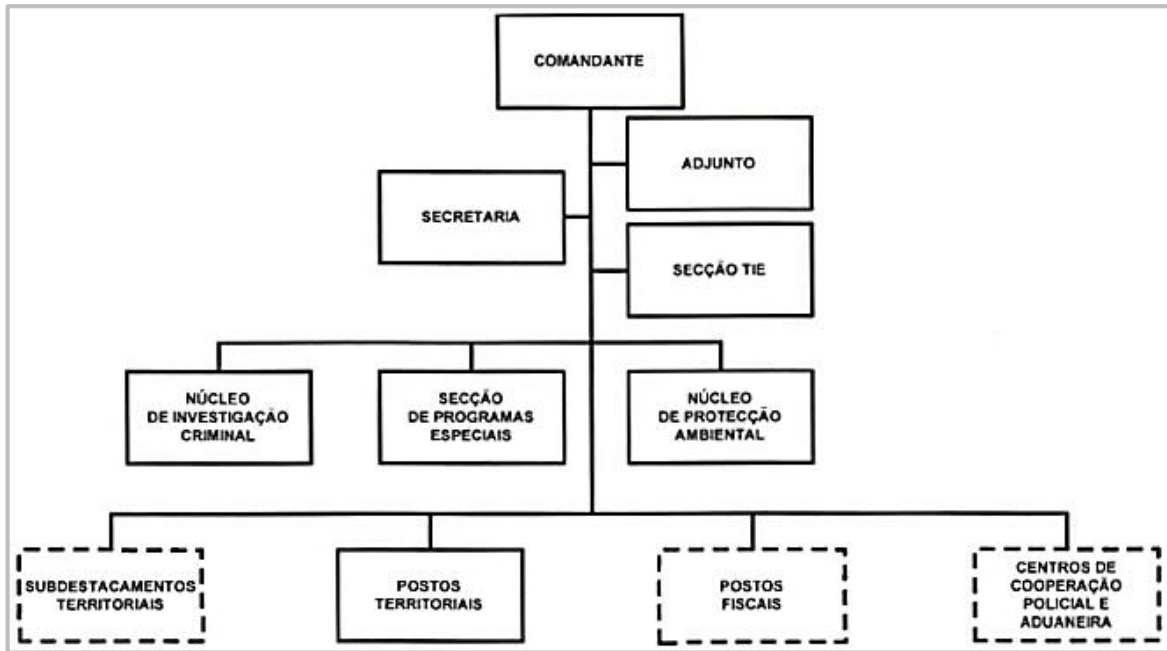 COMANDANTE
ADJUNTO
SECRETARIA
SECÇÃO TIE
NÚCLEO
DE INVESTIGAÇÃO
CRIMINAL
SECÇÃO
DE PROGRAMAS
ESPECIAIS
NÚCLEO
DE PROTECÇÃO
AMBIENTAL
SUBDESTACAMENTOS
TERRITORIAIS
POSTOS
TERRITORIAIS
POSTOS
FISCAIS
CENTROS DE
COOPERAÇÃO
POLICIAL E
ADUANEIRA